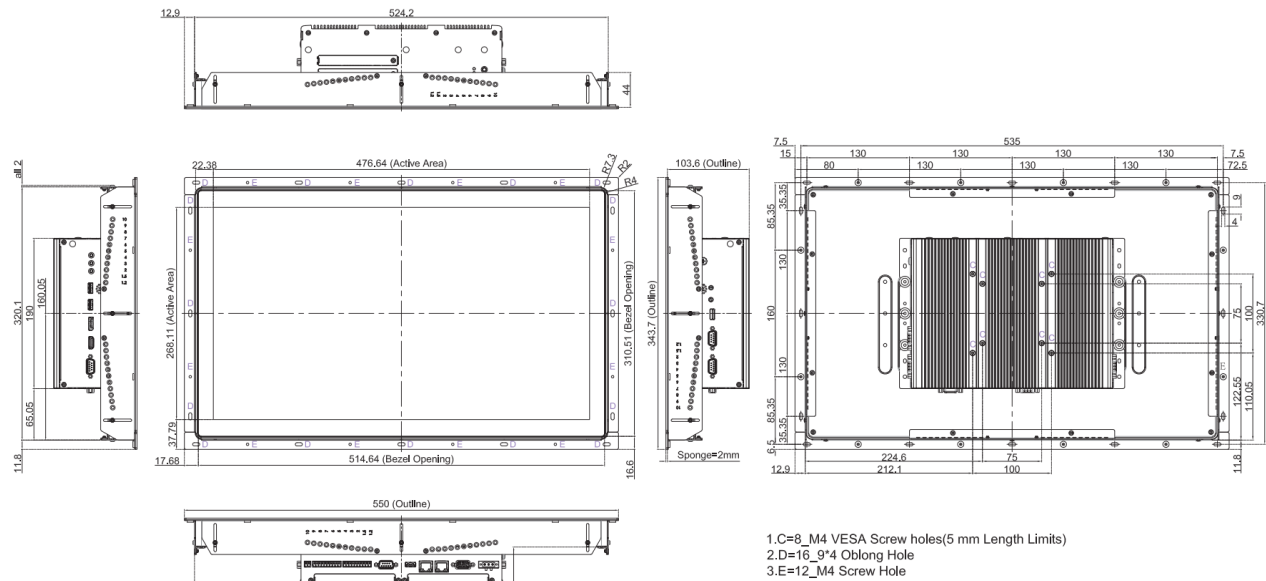 12.9
524.2
44
all 2
320.1
190
160.05
65.05
11.8
22.38
476.64 (Active Area)
R7.3
R2
R4
D E D E D E D E D
D
E
D
E
D
268.11 (Active Area)
310.51 (Bezel Opening)
D
E
D
E
D
37.79
D E D E D E D E D
17.68
514.64 (Bezel Opening)
16.6
103.6 (Outline)
343.7 (Outline)
Sponge=2mm
7.5
535
15
130
130
130
130
7.5
80
130
130
130
72.5
35.35
85.35
130
160
130
85.35
35.35
6.5
9
4
C
C
C
C
C
C
C
C
E
75
100
330.7
122.55
110.05
11.8
224.6
75
12.9
212.1
100
550 (Outline)
1.C=8_M4 VESA Screw holes(5 mm Length Limits)
2.D=16_9*4 Oblong Hole
3.E=12_M4 Screw Hole